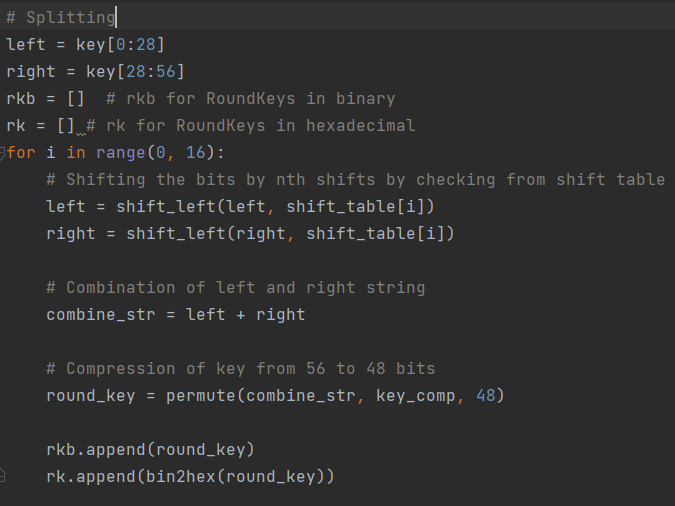 # Splitting
left = key[0:28]
right = key[28:56]
rkb = []  # rkb for RoundKeys in binary
rk = [] # rk for RoundKeys in hexadecimal
for i in range(0, 16):
    # Shifting the bits by nth shifts by checking from shift table
    left = shift_left(left, shift_table[i])
    right = shift_left(right, shift_table[i])

    # Combination of left and right string
    combine_str = left + right

    # Compression of key from 56 to 48 bits
    round_key = permute(combine_str, key_comp, 48)

    rkb.append(round_key)
    rk.append(bin2hex(round_key))